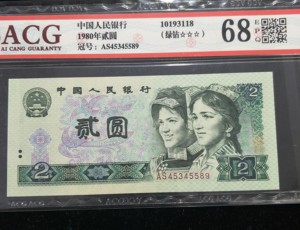 ACG
AI CANG GUARANTY
中国人民银行
1980年贰圆
冠号：AS45345589
10193118
(绿钻☆☆☆)
68
E
P
Q
中国人民银行
贰圆
2
2
AS45345589